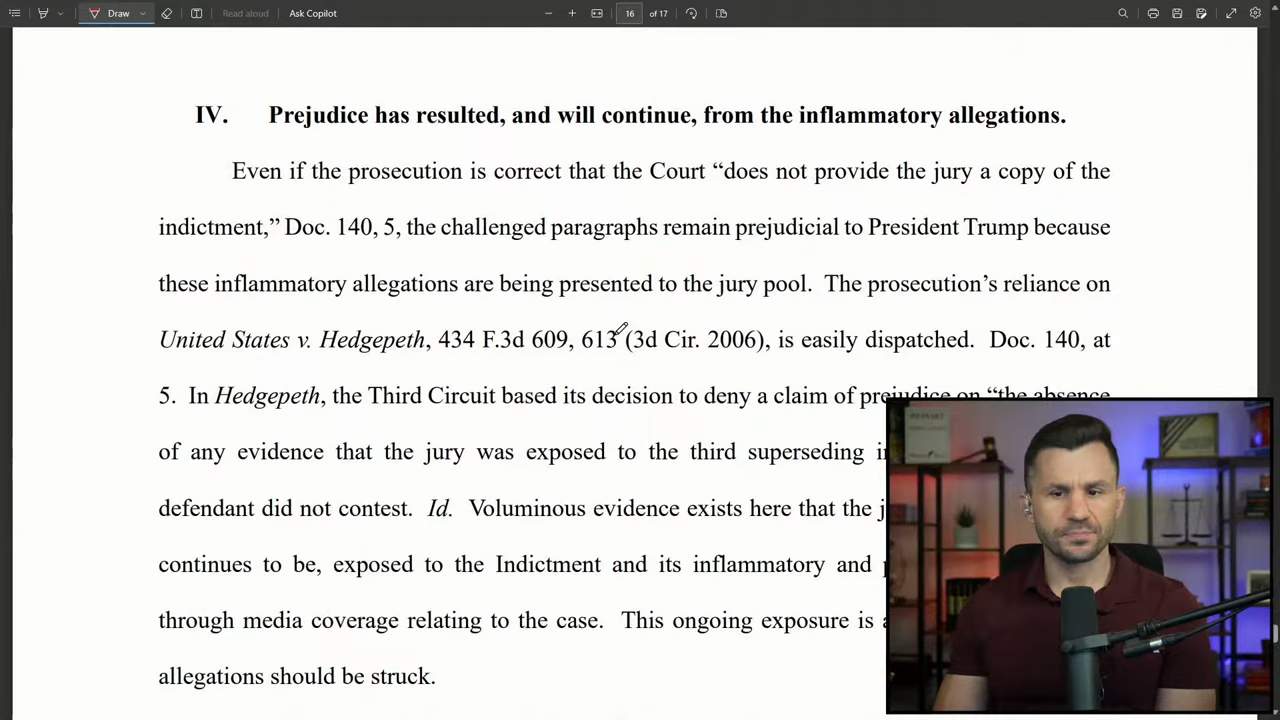 Draw
Read aloud
Ask Copilot
16 of 17
IV. Prejudice has resulted, and will continue, from the inflammatory allegations.
Even if the prosecution is correct that the Court “does not provide the jury a copy of the
indictment,” Doc. 140, 5, the challenged paragraphs remain prejudicial to President Trump because
these inflammatory allegations are being presented to the jury pool. The prosecution’s reliance on
United States v. Hedgepeth, 434 F.3d 609, 613 (3d Cir. 2006), is easily dispatched. Doc. 140, at
5. In Hedgepeth, the Third Circuit based its decision to deny a claim of prejudice on “the absence
of any evidence that the jury was exposed to the third superseding
defendant did not contest. Id. Voluminous evidence exists here that the
continues to be, exposed to the Indictment and its inflammatory and
through media coverage relating to the case. This ongoing exposure is
allegations should be struck.